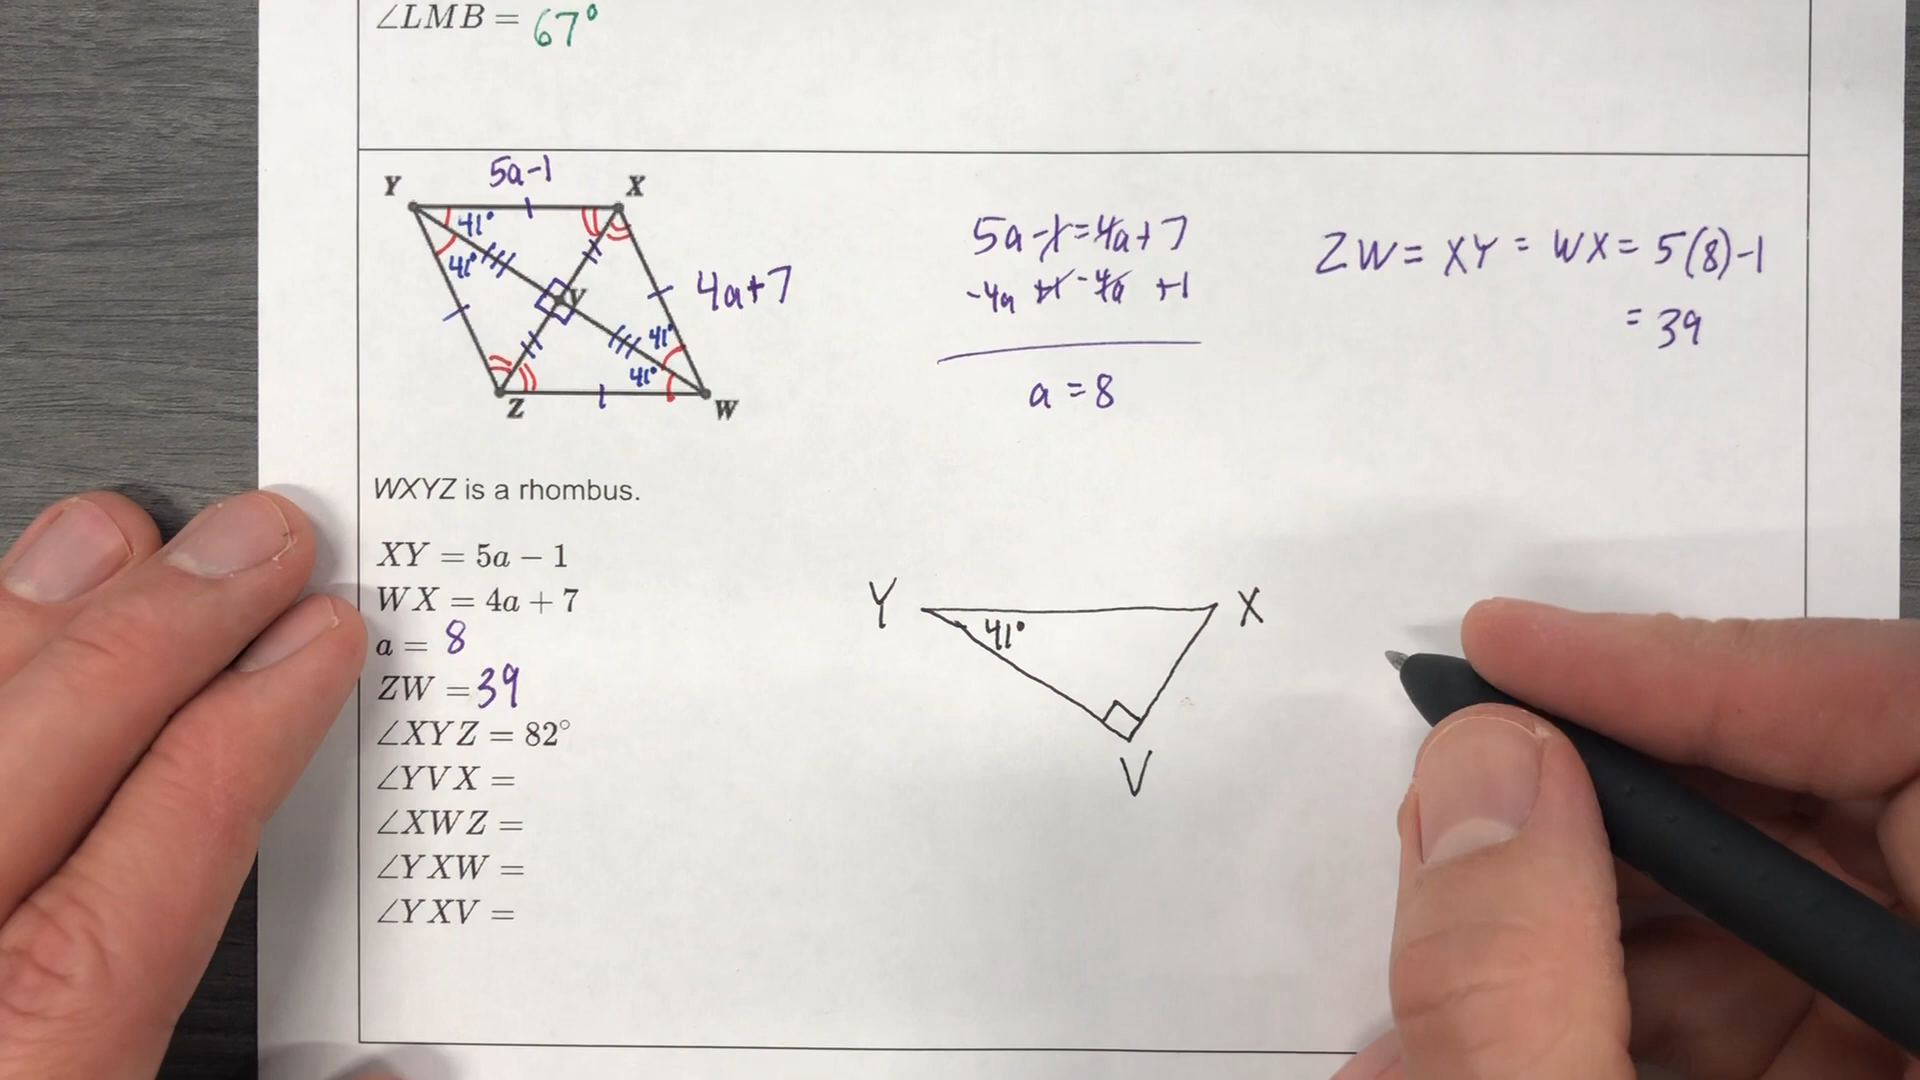 ∠LMB = 67°
5a-1
Y X
41°
41°
V
4a+7
41°
41°
Z W
5a-1=4a+7
-4a +1 -4a +1
a = 8
ZW = XY = WX = 5(8)-1
= 39
WXYZ is a rhombus.
XY = 5a − 1
WX = 4a + 7
a = 8
ZW = 39
∠XYZ = 82°
∠YVX =
∠XWZ =
∠YXW =
∠YXV =
Y X
41°
V